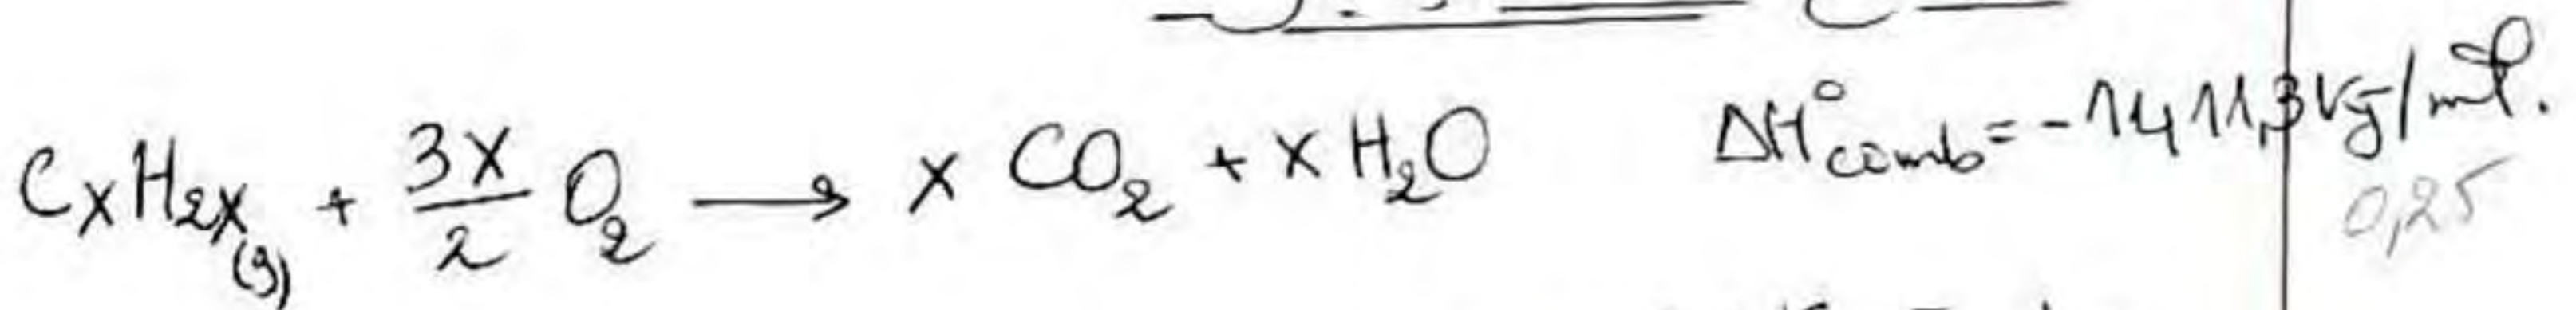 CxH2x(g) + 3x/2 O2 → x CO2 + x H2O ΔH°comb = -1411,3 kJ/mol.
0,25